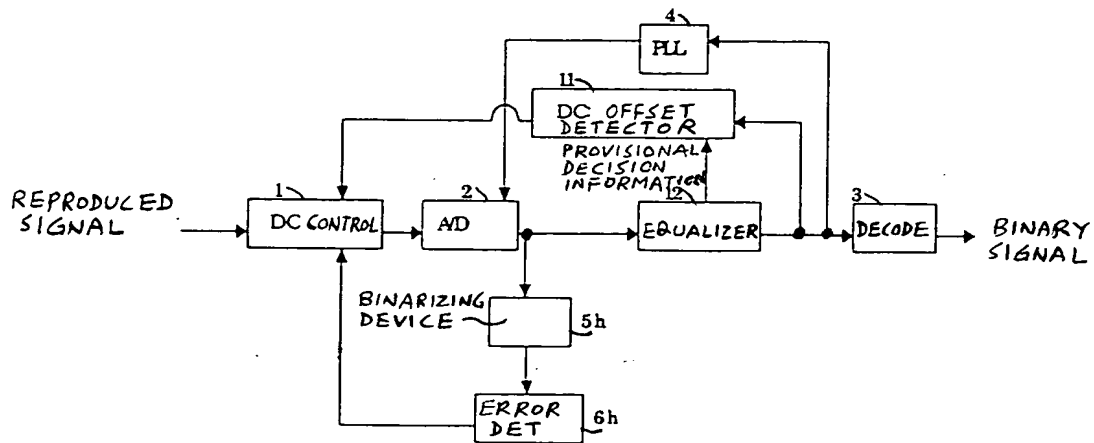 4
PLL
11
DC OFFSET
DETECTOR
PROVISIONAL
DECISION
INFORMATION
REPRODUCED
SIGNAL
1
DC CONTROL
2
A/D
12
EQUALIZER
3
DECODE
BINARY
SIGNAL
BINARIZING
DEVICE
5h
ERROR
DET
6h